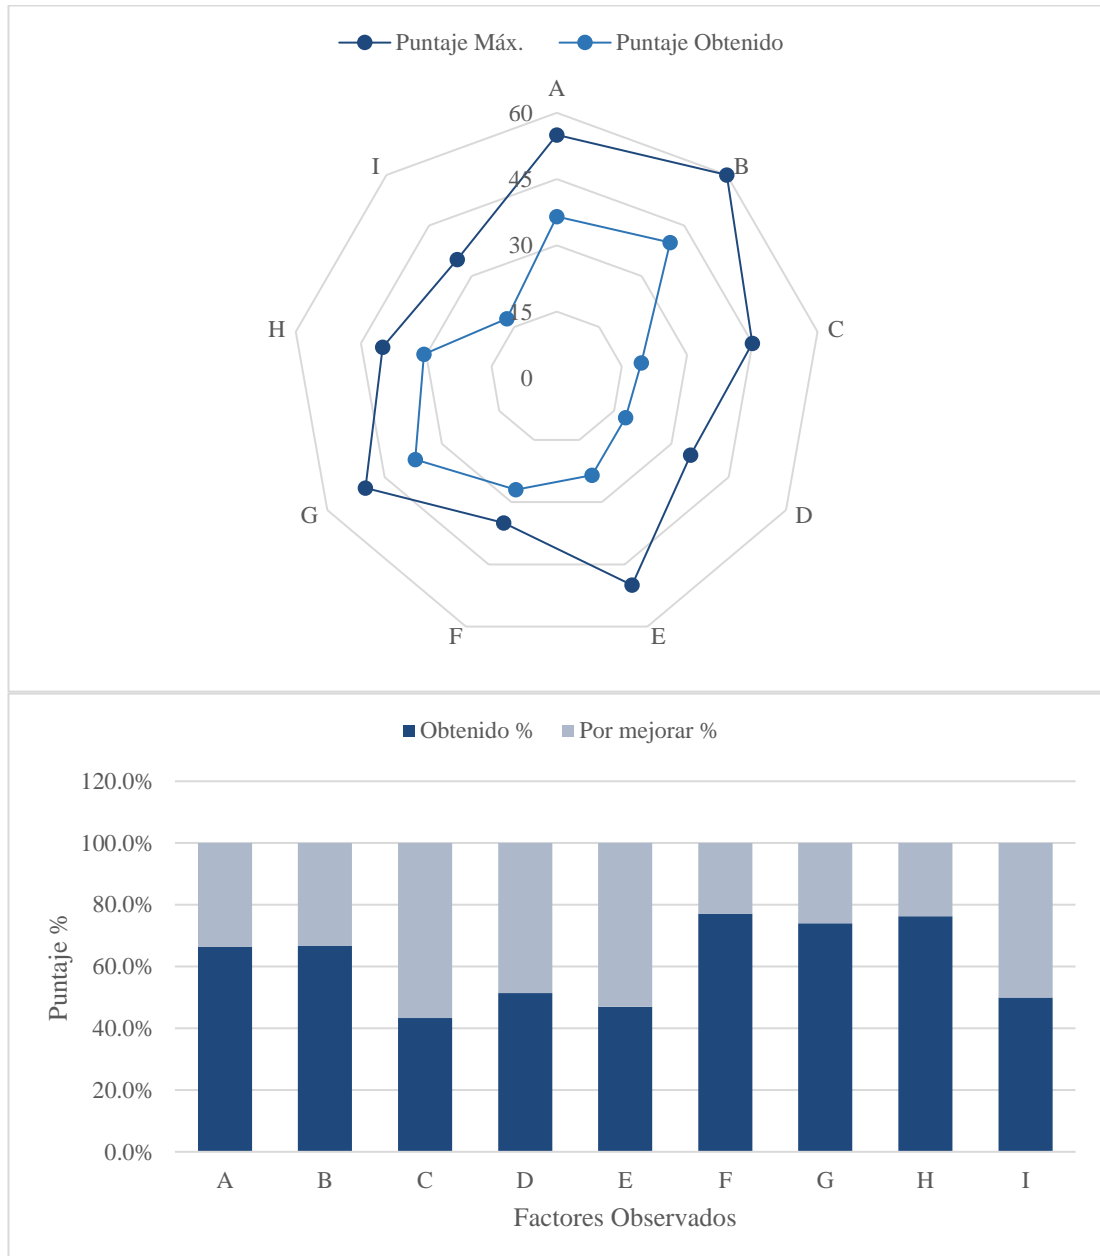 Puntaje Máx. Puntaje Obtenido
A
60
I 45 B
30
15
H C
0
G D
F E
Obtenido % Por mejorar %
120.0%
100.0%
80.0%
60.0%
40.0%
20.0%
0.0%
Puntaje %
A B C D E F G H I
Factores Observados